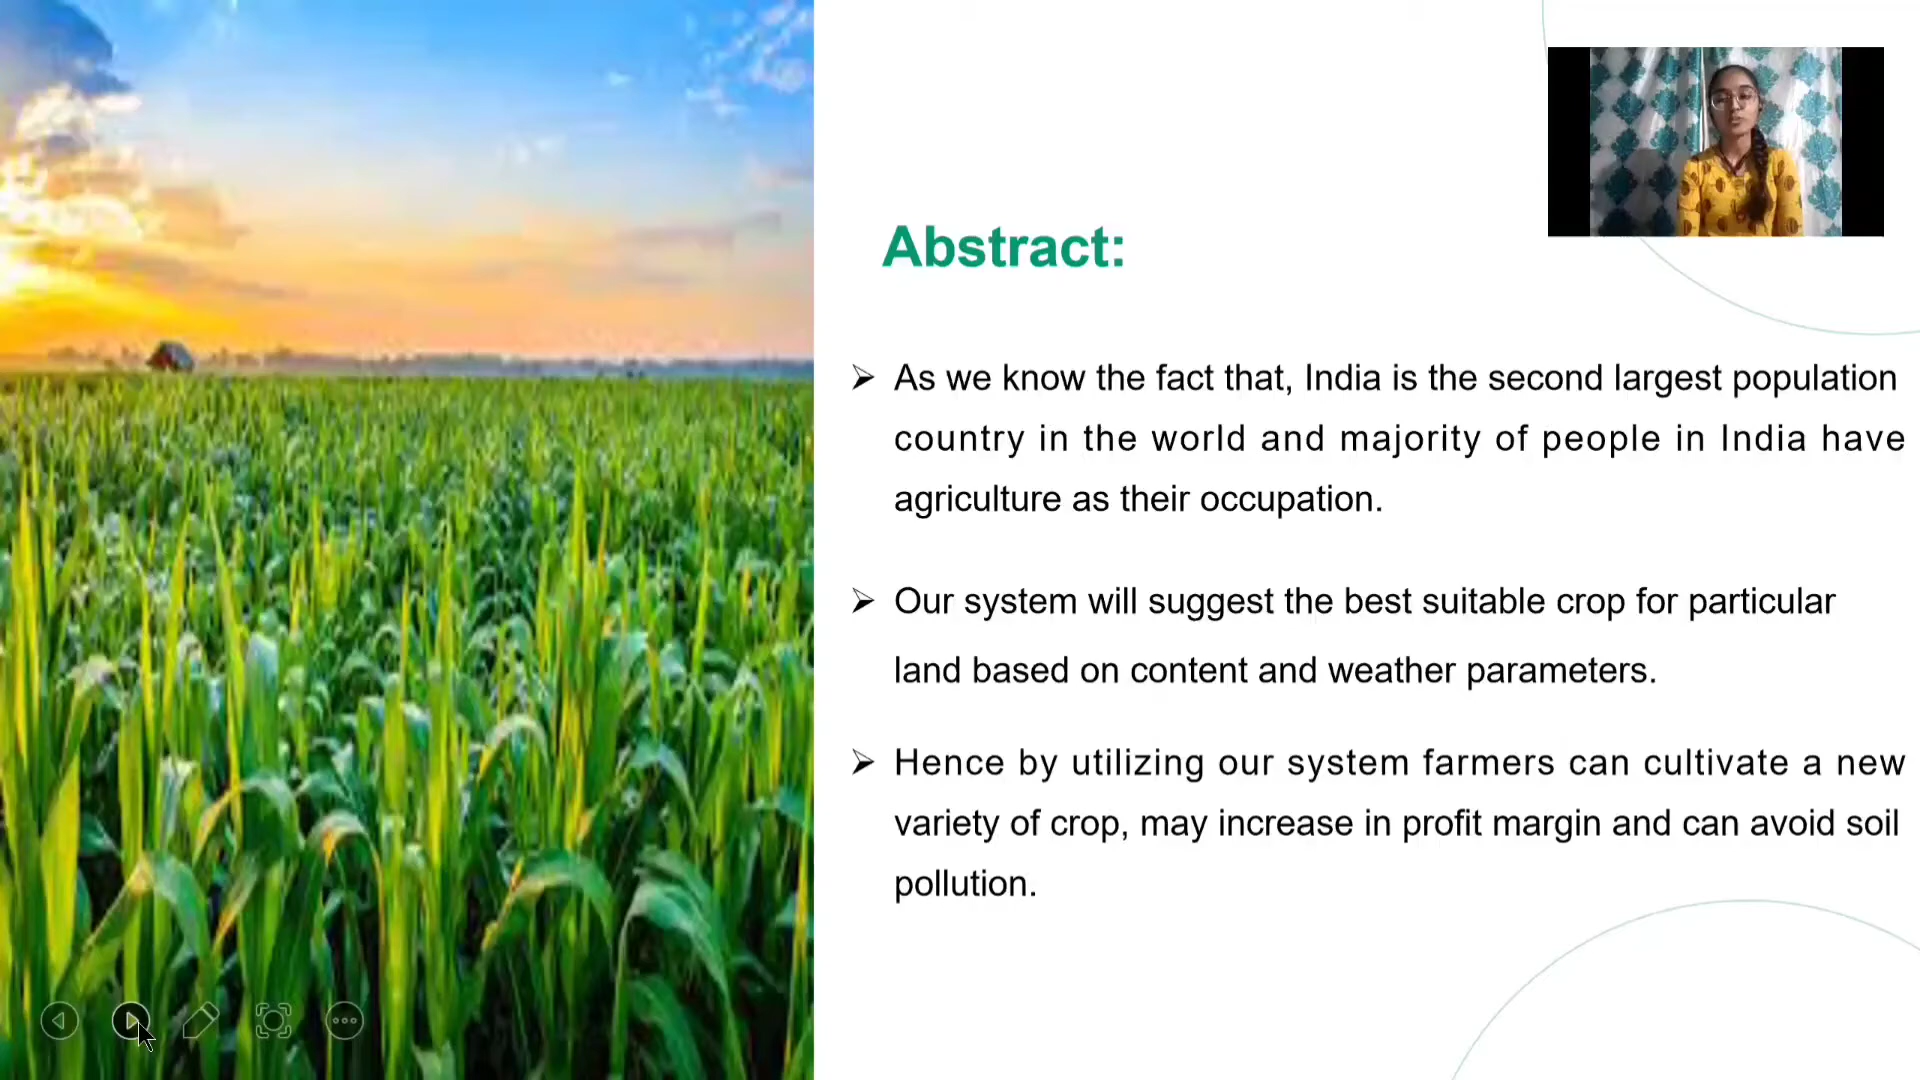 Abstract:
➢ As we know the fact that, India is the second largest population
country in the world and majority of people in India have
agriculture as their occupation.
➢ Our system will suggest the best suitable crop for particular
land based on content and weather parameters.
➢ Hence by utilizing our system farmers can cultivate a new
variety of crop, may increase in profit margin and can avoid soil
pollution.